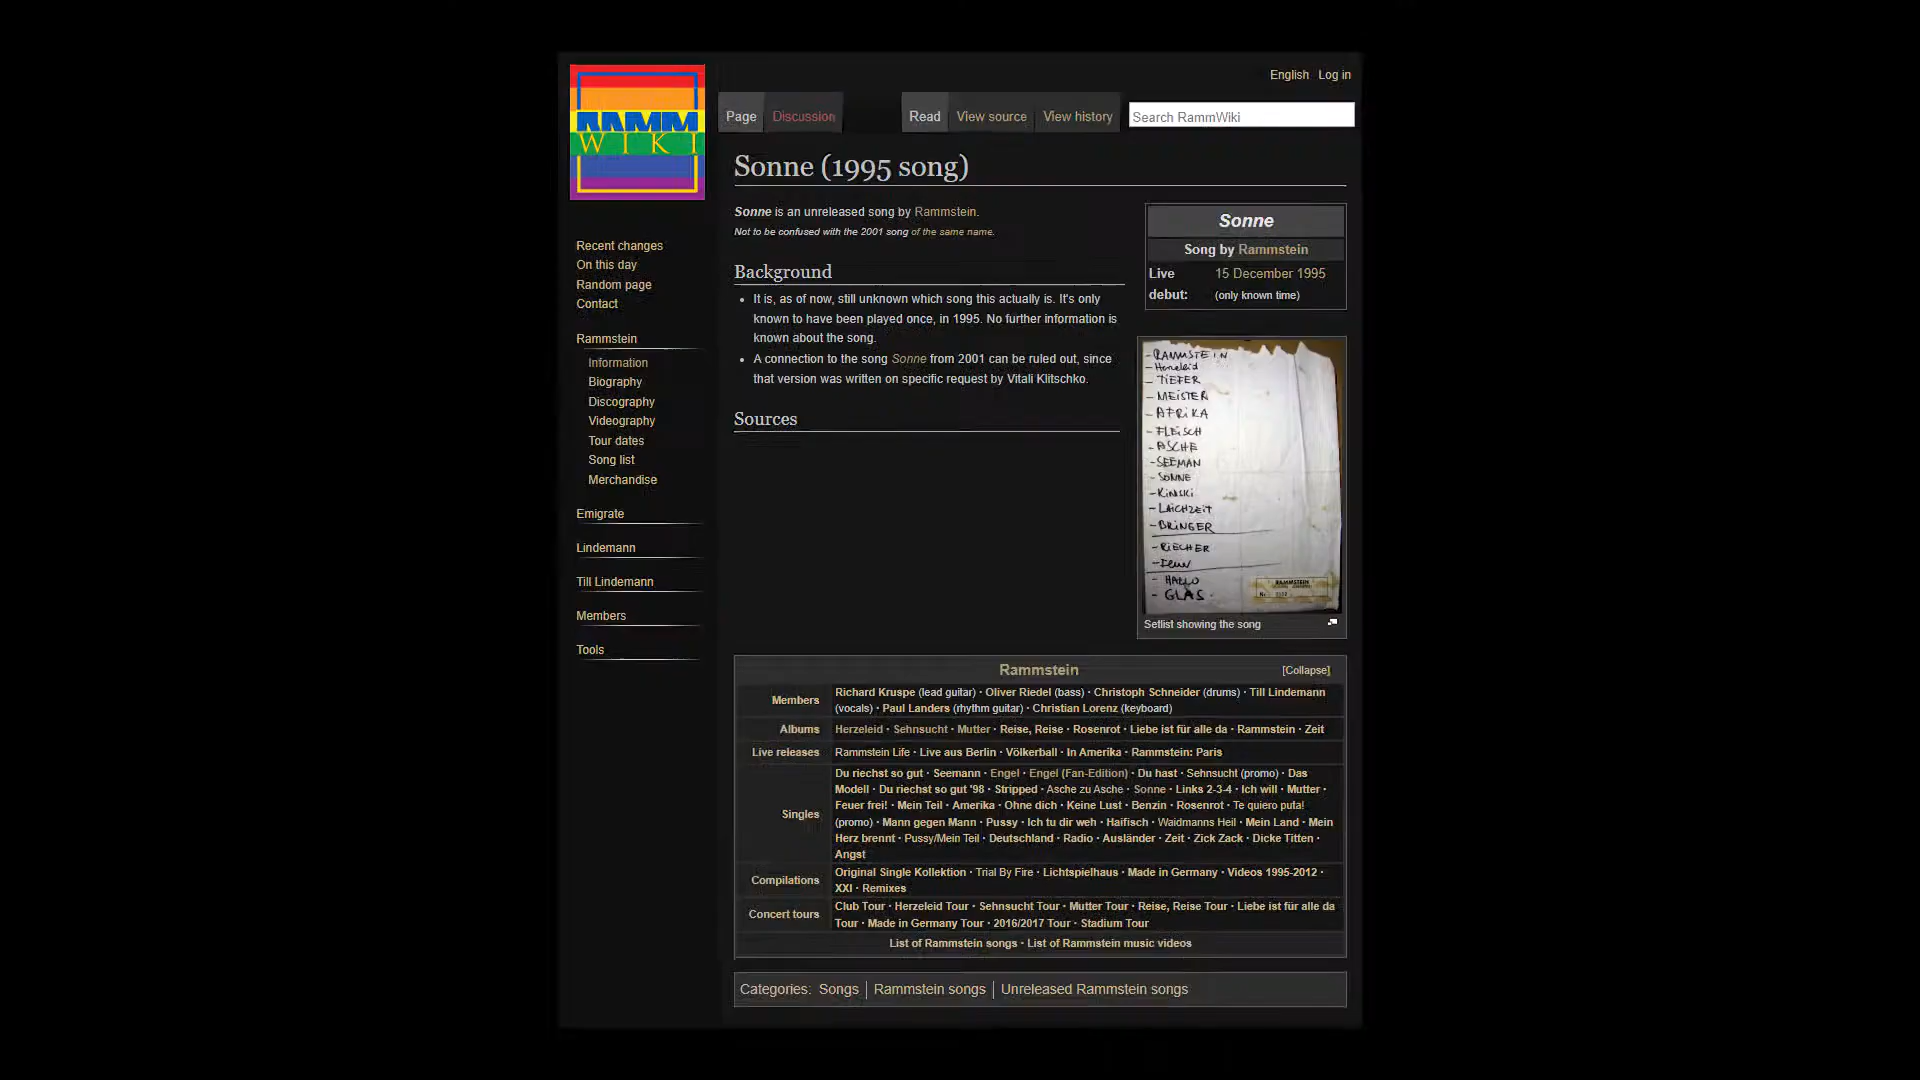 English Log in
RAMM
WIKI
Page Discussion Read View source View history Search RammWiki
Sonne (1995 song)
Sonne is an unreleased song by Rammstein.
Not to be confused with the 2001 song of the same name.
Background
• It is, as of now, still unknown which song this actually is. It's only
known to have been played once, in 1995. No further information is
known about the song.
• A connection to the song Sonne from 2001 can be ruled out, since
that version was written on specific request by Vitali Klitschko.
Sources
Sonne
Song by Rammstein
Live 15 December 1995
debut: (only known time)
- RAMMSTEIN
- Herzeleid
- TIEFER
- MEISTER
- AFRIKA
- FLEISCH
- ASCHE
- SEEMAN
- SONNE
- KINSKI
- LAICHZEIT
- BRINGER
- RIECHER
- HALLO
- GLAS
RAMMSTEIN
Setlist showing the song
Recent changes
On this day
Random page
Contact
Rammstein
Information
Biography
Discography
Videography
Tour dates
Song list
Merchandise
Emigrate
Lindemann
Till Lindemann
Members
Tools
Rammstein [Collapse]
Members Richard Kruspe (lead guitar) · Oliver Riedel (bass) · Christoph Schneider (drums) · Till Lindemann
(vocals) · Paul Landers (rhythm guitar) · Christian Lorenz (keyboard)
Albums Herzeleid · Sehnsucht · Mutter · Reise, Reise · Rosenrot · Liebe ist für alle da · Rammstein · Zeit
Live releases Rammstein Life · Live aus Berlin · Völkerball · In Amerika · Rammstein: Paris
Singles Du riechst so gut · Seemann · Engel · Engel (Fan-Edition) · Du hast · Sehnsucht (promo) · Das
Modell · Du riechst so gut '98 · Stripped · Asche zu Asche · Sonne · Links 2-3-4 · Ich will · Mutter ·
Feuer frei! · Mein Teil · Amerika · Ohne dich · Keine Lust · Benzin · Rosenrot · Te quiero puta!
(promo) · Mann gegen Mann · Pussy · Ich tu dir weh · Haifisch · Waidmanns Heil · Mein Land · Mein
Herz brennt · Pussy/Mein Teil · Deutschland · Radio · Ausländer · Zeit · Zick Zack · Dicke Titten ·
Angst
Compilations Original Single Kollektion · Trial By Fire · Lichtspielhaus · Made in Germany · Videos 1995-2012 ·
XXI · Remixes
Concert tours Club Tour · Herzeleid Tour · Sehnsucht Tour · Mutter Tour · Reise, Reise Tour · Liebe ist für alle da
Tour · Made in Germany Tour · 2016/2017 Tour · Stadium Tour
List of Rammstein songs · List of Rammstein music videos
Categories: Songs | Rammstein songs | Unreleased Rammstein songs